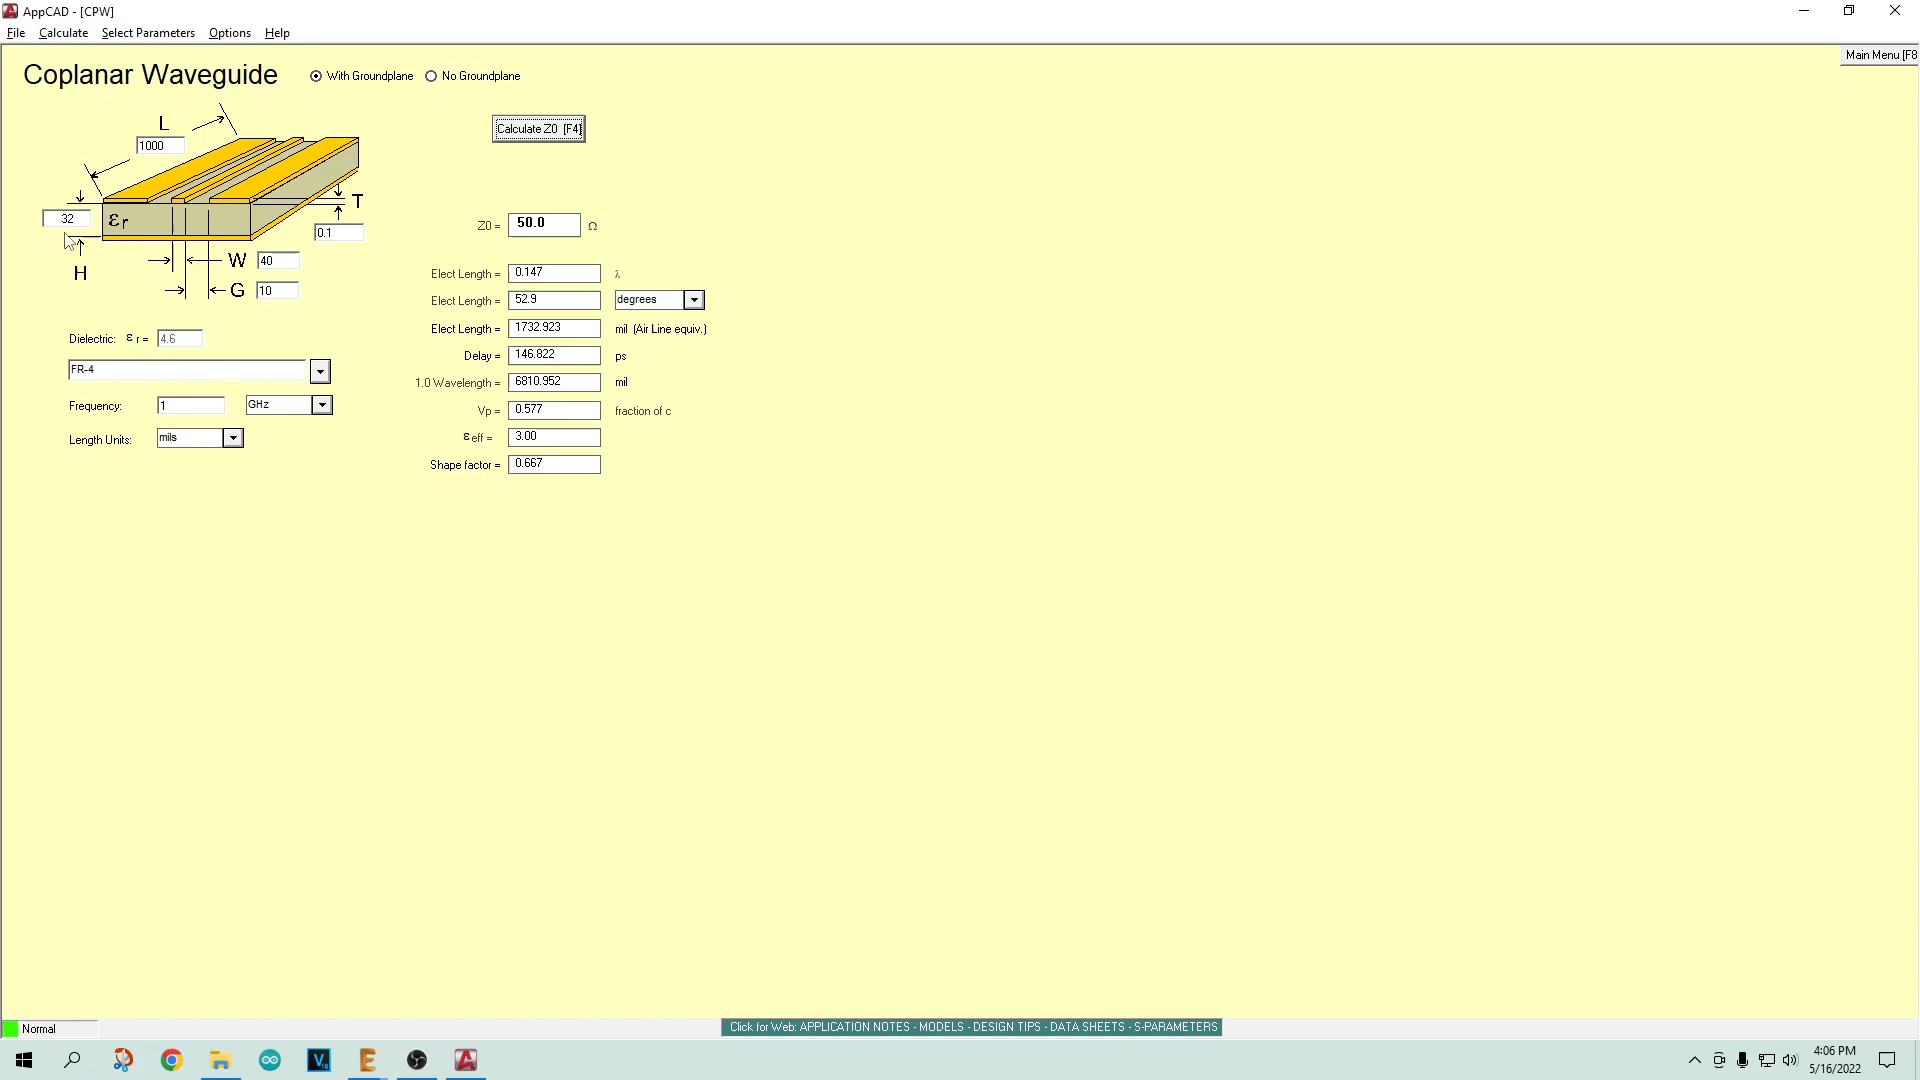 AppCAD - [CPW]
File Calculate Select Parameters Options Help
Main Menu [F8
Coplanar Waveguide With Groundplane No Groundplane
L
1000
Calculate Z0 [F4]
T
32
εr
0.1
Z0 = 50.0 Ω
W 40
H
G 10
Elect Length = 0.147 λ
Elect Length = 52.9 degrees
Elect Length = 1732.923 mil (Air Line equiv.)
Dielectric: ε r = 4.6
Delay = 146.822 ps
FR-4
1.0 Wavelength = 6810.952 mil
Frequency: 1 GHz
Vp = 0.577 fraction of c
Length Units: mils
εeff = 3.00
Shape factor = 0.667
Normal
Click for Web: APPLICATION NOTES - MODELS - DESIGN TIPS - DATA SHEETS - S-PARAMETERS
4:06 PM
5/16/2022